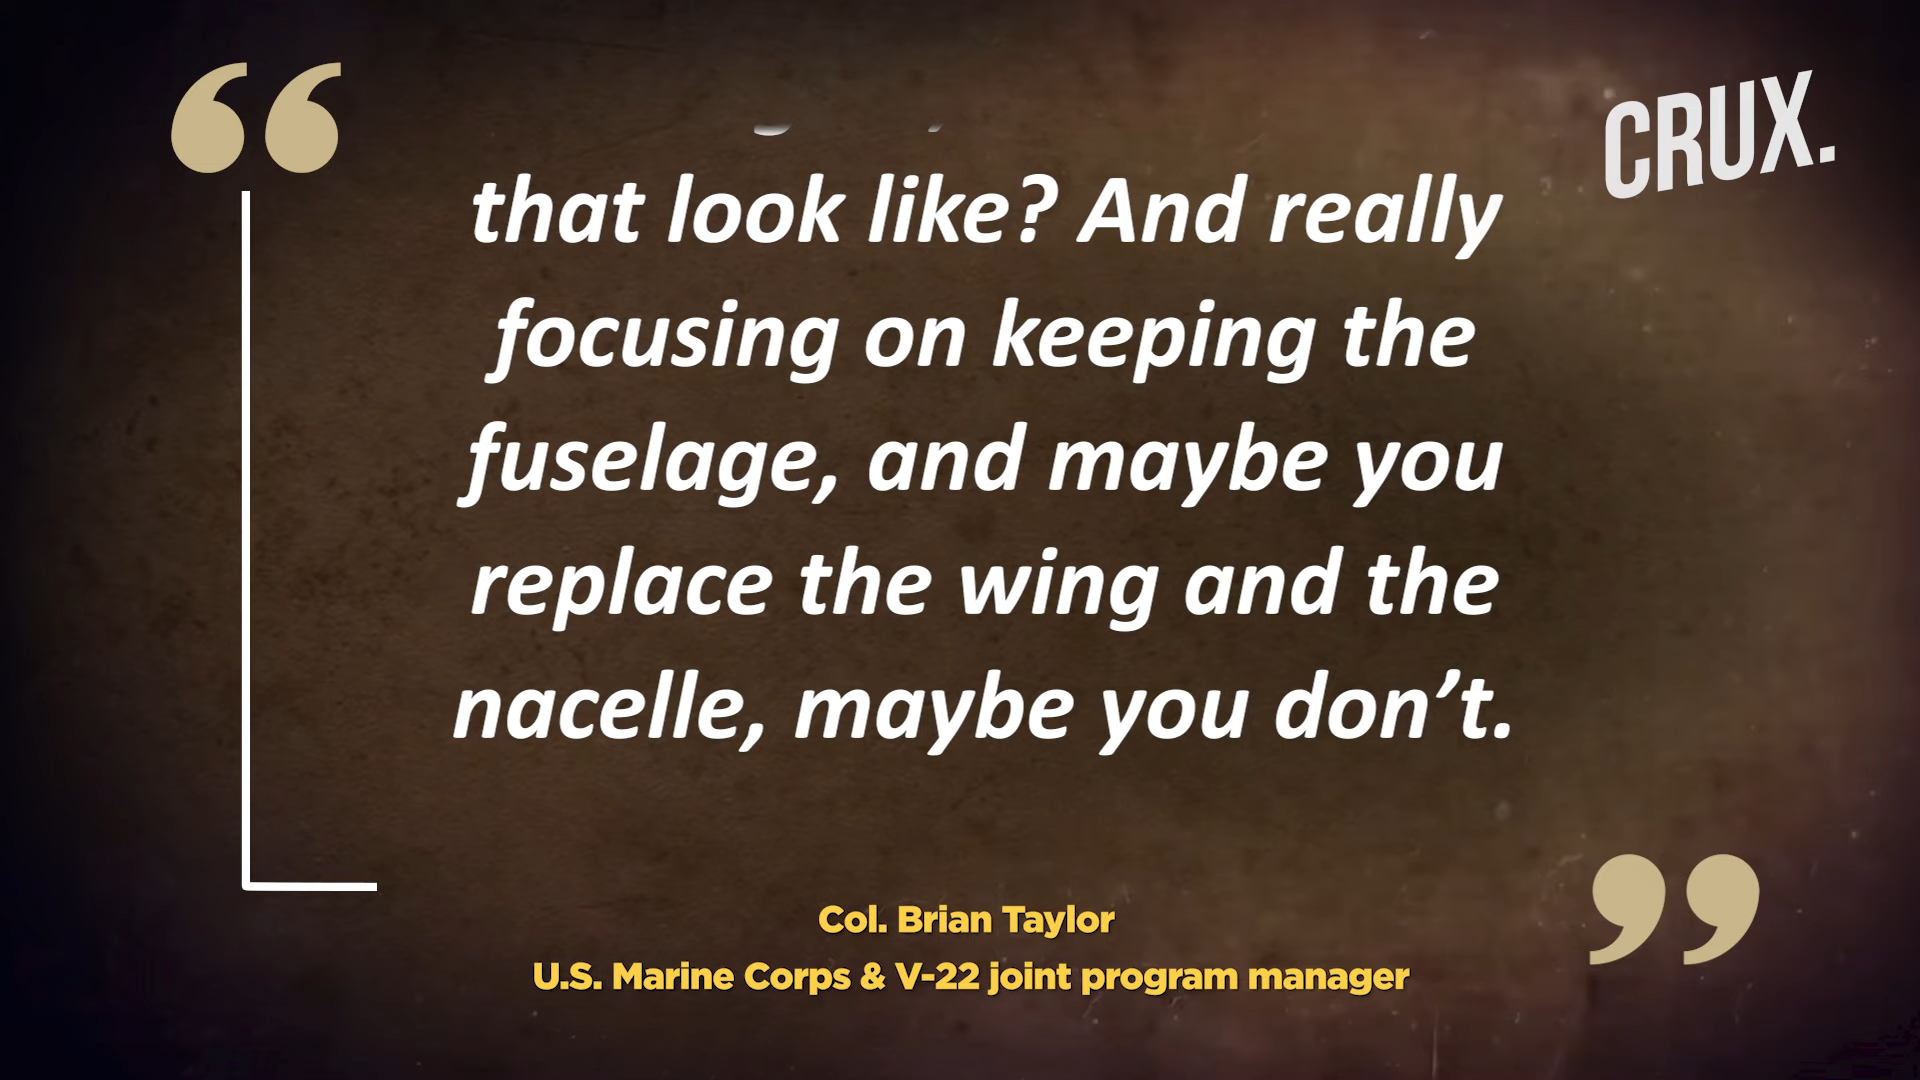 CRUX.
that look like? And really
focusing on keeping the
fuselage, and maybe you
replace the wing and the
nacelle, maybe you don’t.
Col. Brian Taylor
U.S. Marine Corps & V-22 joint program manager